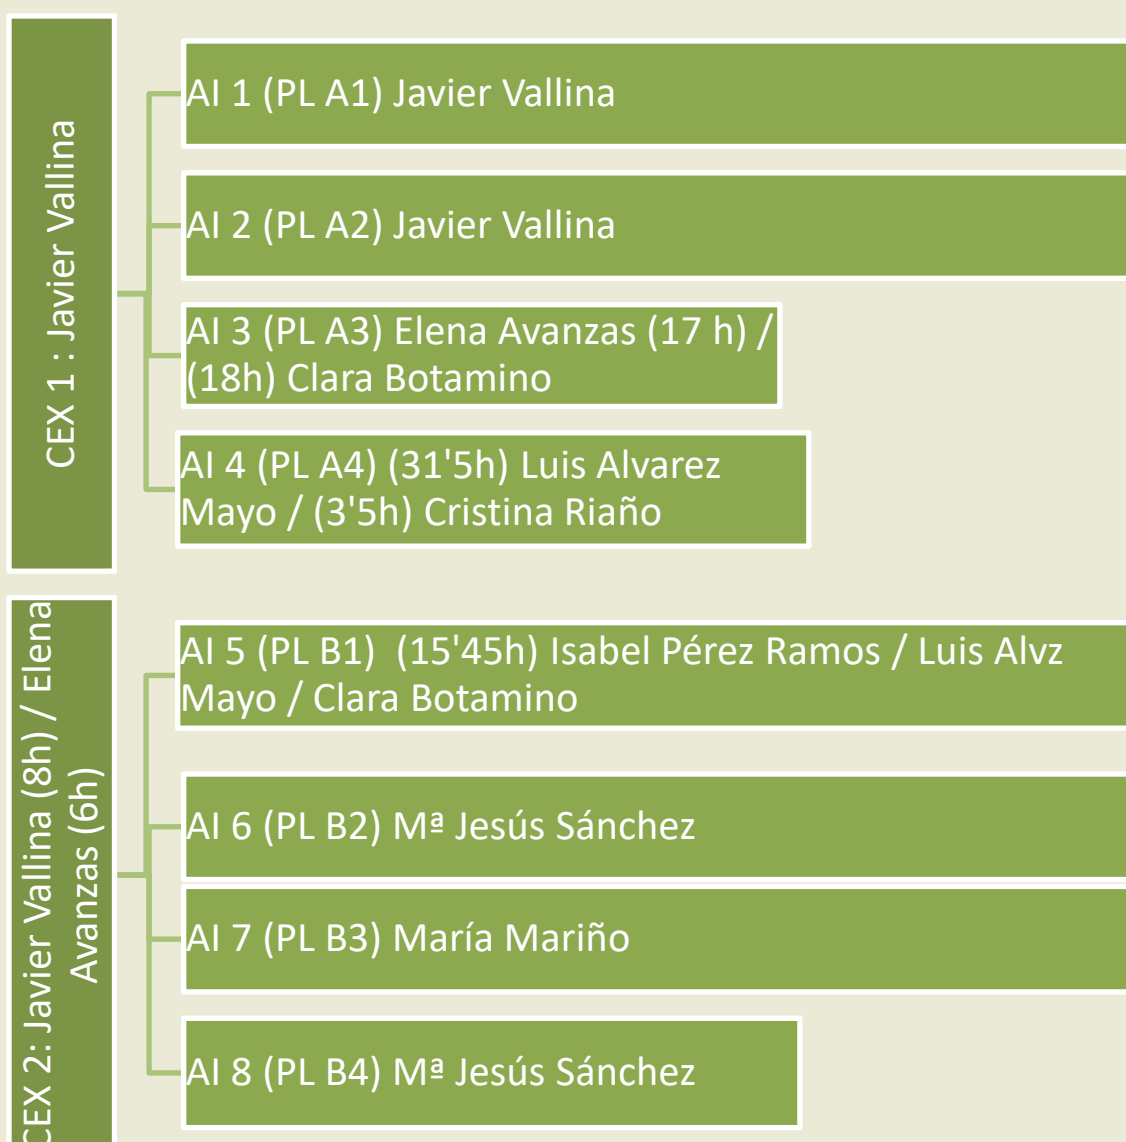 CEX 1 : Javier Vallina
AI 1 (PL A1) Javier Vallina
AI 2 (PL A2) Javier Vallina
AI 3 (PL A3) Elena Avanzas (17 h) /
(18h) Clara Botamino
AI 4 (PL A4) (31'5h) Luis Alvarez
Mayo / (3'5h) Cristina Riaño
CEX 2: Javier Vallina (8h) / Elena
Avanzas (6h)
AI 5 (PL B1)  (15'45h) Isabel Pérez Ramos / Luis Alvz
Mayo / Clara Botamino
AI 6 (PL B2) Mª Jesús Sánchez
AI 7 (PL B3) María Mariño
AI 8 (PL B4) Mª Jesús Sánchez